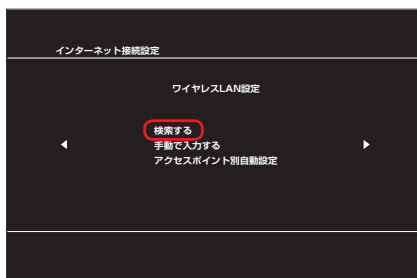 インターネット接続設定
ワイヤレスLAN設定
検索する
手動で入力する
アクセスポイント別自動設定